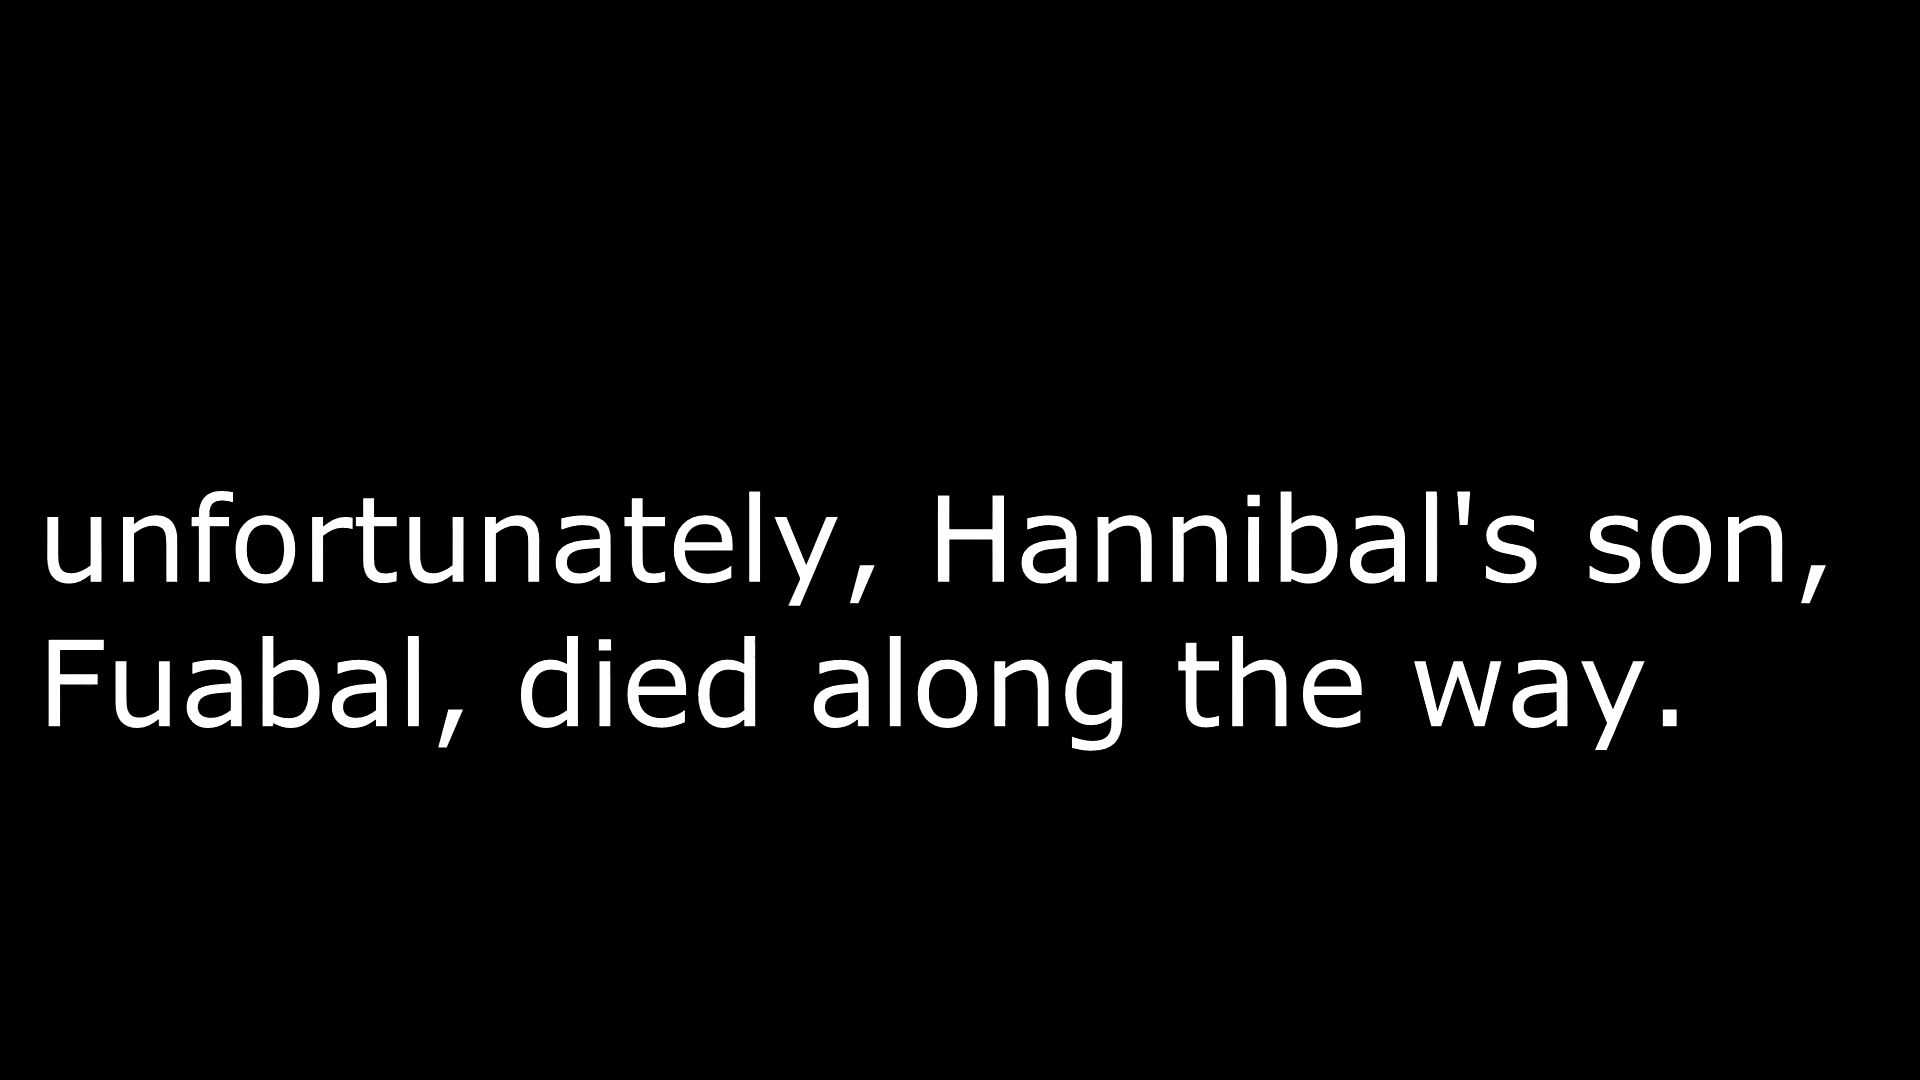 unfortunately, Hannibal's son,
Fuabal, died along the way.